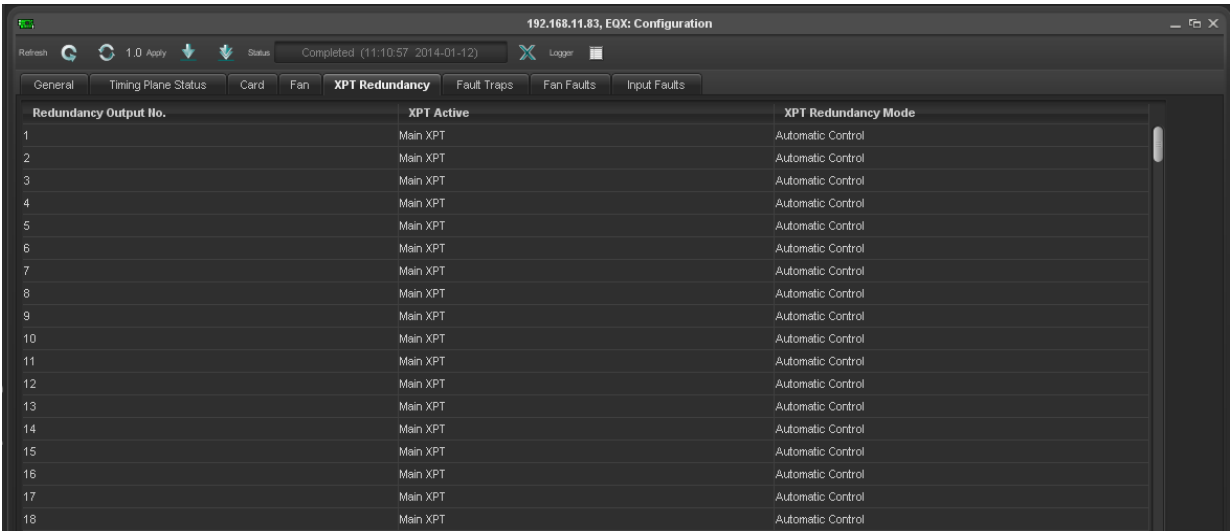 192.168.11.83, EQX: Configuration
Refresh 1.0 Apply Status Completed (11:10:57 2014-01-12) Logger
General Timing Plane Status Card Fan XPT Redundancy Fault Traps Fan Faults Input Faults
Redundancy Output No. XPT Active XPT Redundancy Mode
1 Main XPT Automatic Control
2 Main XPT Automatic Control
3 Main XPT Automatic Control
4 Main XPT Automatic Control
5 Main XPT Automatic Control
6 Main XPT Automatic Control
7 Main XPT Automatic Control
8 Main XPT Automatic Control
9 Main XPT Automatic Control
10 Main XPT Automatic Control
11 Main XPT Automatic Control
12 Main XPT Automatic Control
13 Main XPT Automatic Control
14 Main XPT Automatic Control
15 Main XPT Automatic Control
16 Main XPT Automatic Control
17 Main XPT Automatic Control
18 Main XPT Automatic Control